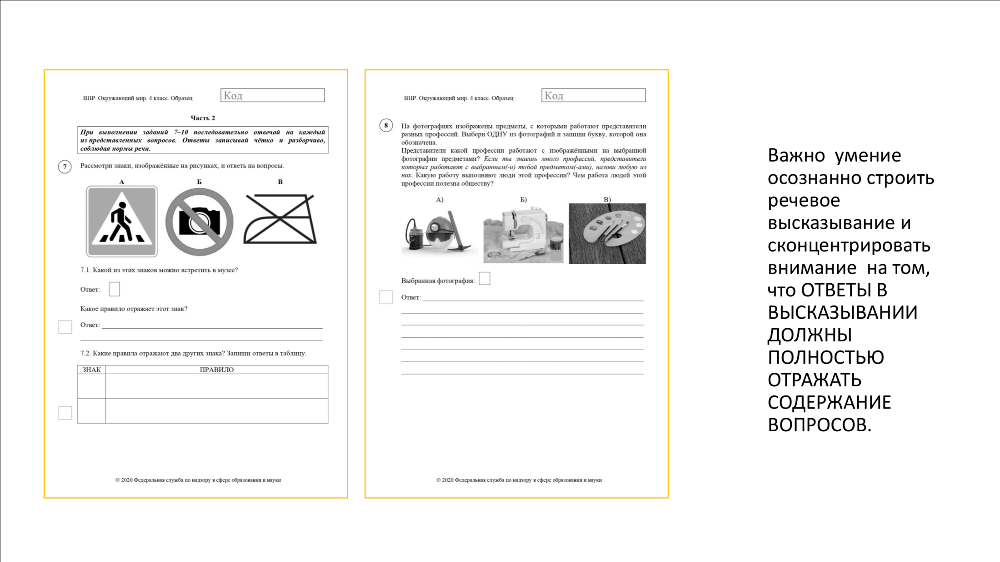 ВПР. Окружающий мир. 4 класс. Образец
Код
Часть 2
При выполнении заданий 7–10 последовательно отвечай на каждый
из представленных вопросов. Ответы записывай чётко и разборчиво,
соблюдая нормы речи.
7
Рассмотри знаки, изображённые на рисунках, и ответь на вопросы.
А Б В
7.1. Какой из этих знаков можно встретить в музее?
Ответ:
Какое правило отражает этот знак?
Ответ:
7.2. Какие правила отражают два других знака? Запиши ответы в таблицу.
ЗНАК ПРАВИЛО
© 2020 Федеральная служба по надзору в сфере образования и науки
ВПР. Окружающий мир. 4 класс. Образец
Код
8
На фотографиях изображены предметы, с которыми работают представители
разных профессий. Выбери ОДНУ из фотографий и запиши букву, которой она
обозначена.
Представители какой профессии работают с изображёнными на выбранной
фотографии предметами? Если ты знаешь много профессий, представители
которых работают с выбранным(-и) тобой предметом(-ами), назови любую из
них. Какую работу выполняют люди этой профессии? Чем работа людей этой
профессии полезна обществу?
А) Б) В)
Выбранная фотография:
Ответ:
© 2020 Федеральная служба по надзору в сфере образования и науки
Важно умение
осознанно строить
речевое
высказывание и
сконцентрировать
внимание на том,
что ОТВЕТЫ В
ВЫСКАЗЫВАНИИ
ДОЛЖНЫ
ПОЛНОСТЬЮ
ОТРАЖАТЬ
СОДЕРЖАНИЕ
ВОПРОСОВ.